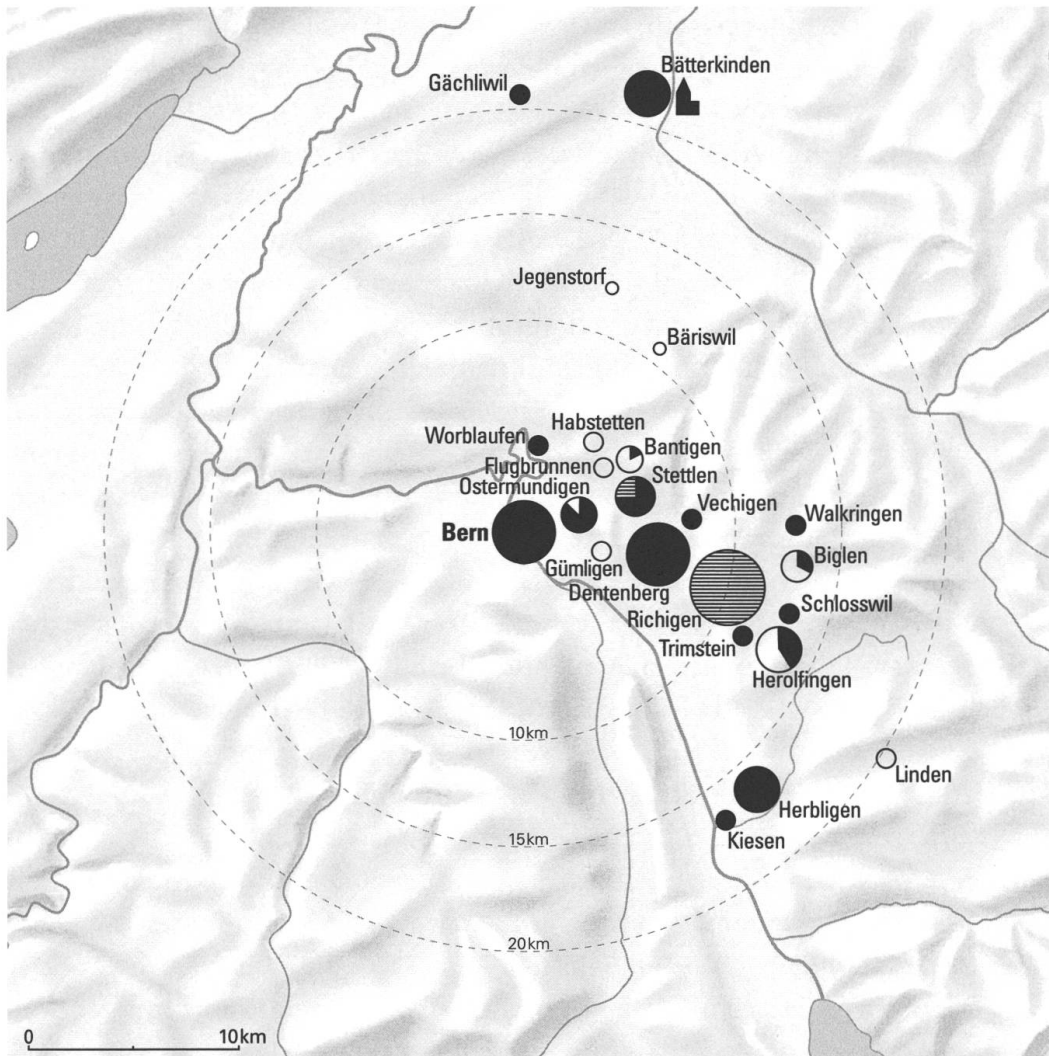 Gächliwil
Bätterkinden
Jegenstorf
Bäriswil
Habstetten
Worblaufen
Bantigen
Flugbrunnen
Stettlen
Ostermundigen
Vechigen
Walkringen
Bern
Biglen
Gümligen
Dentenberg
Richigen
Schlosswil
Trimstein
Herolfingen
10km
Linden
Herbligen
Kiesen
15km
20km
0 10km